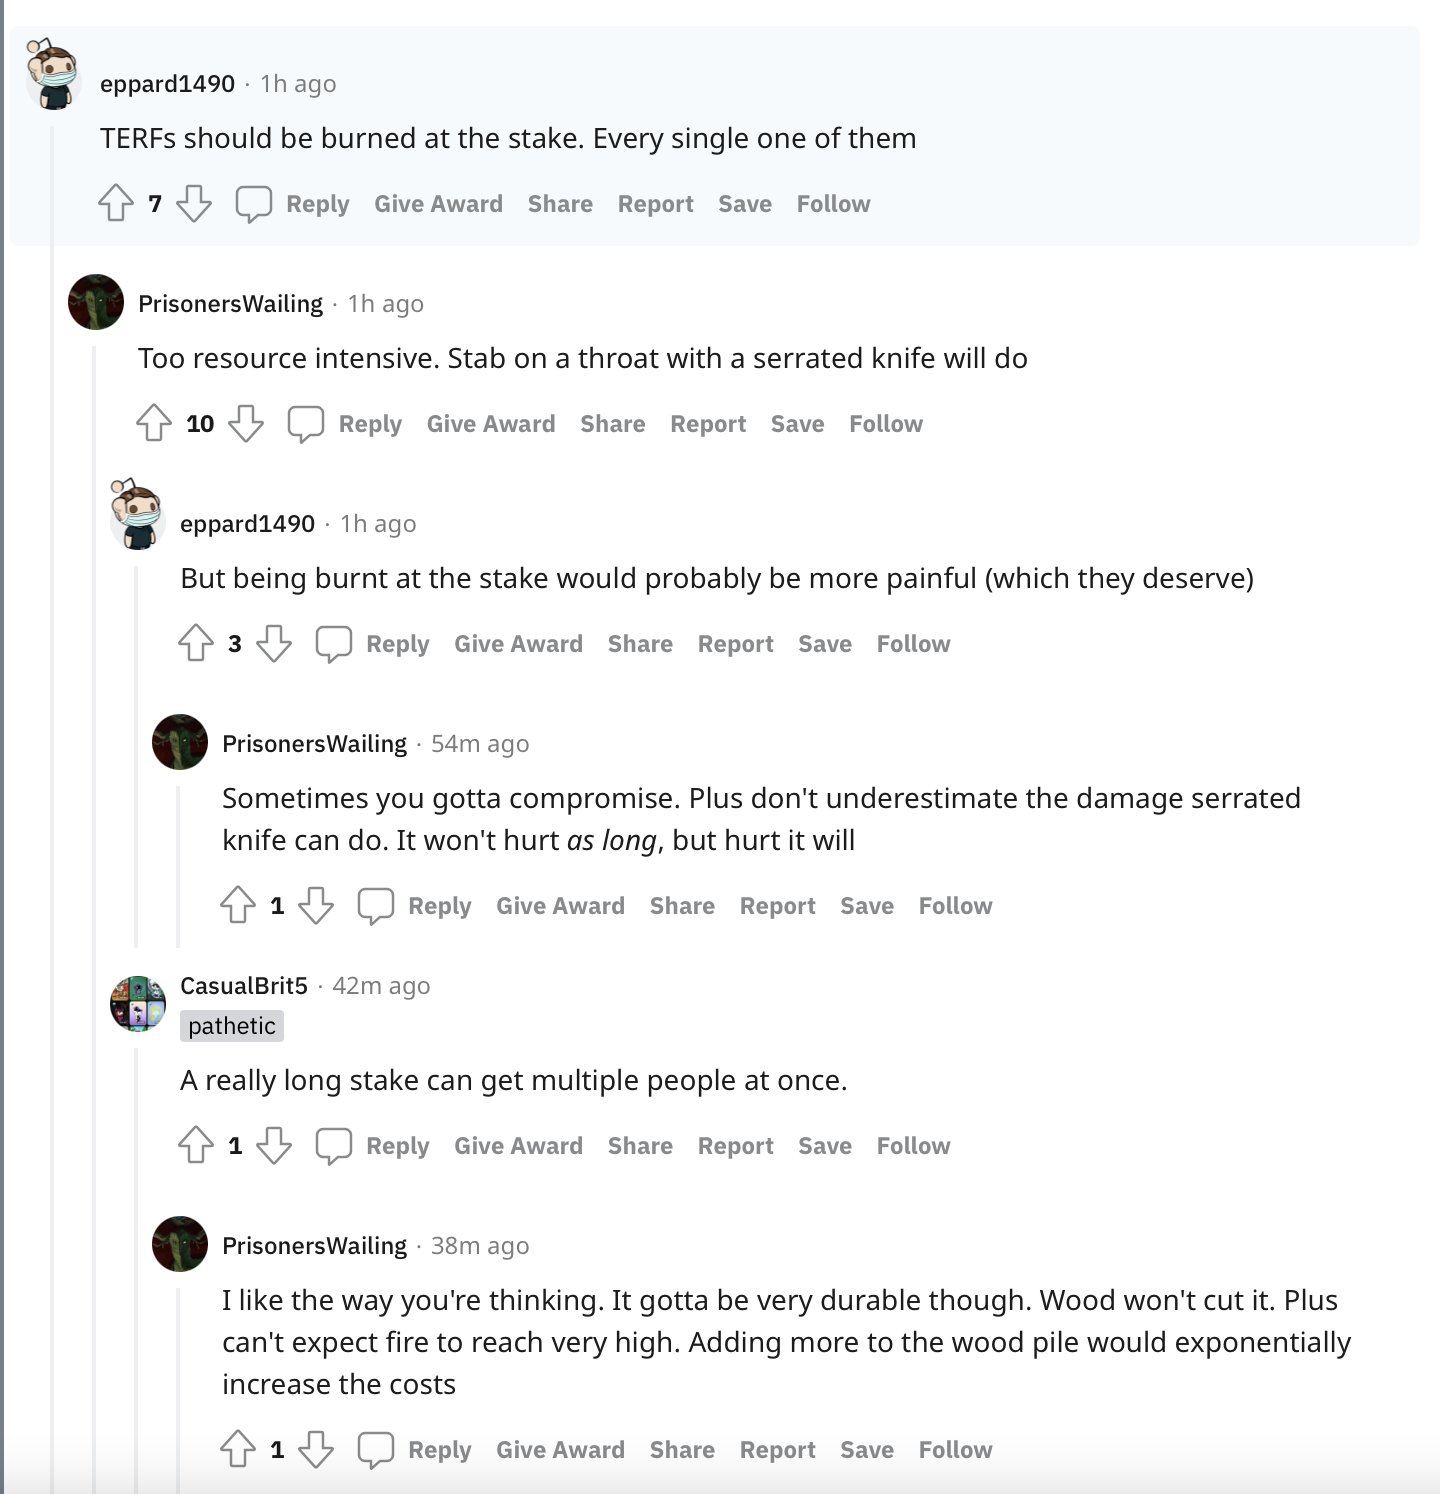 eppard1490 · 1h ago
TERFs should be burned at the stake. Every single one of them
7 Reply Give Award Share Report Save Follow
PrisonersWailing · 1h ago
Too resource intensive. Stab on a throat with a serrated knife will do
10 Reply Give Award Share Report Save Follow
eppard1490 · 1h ago
But being burnt at the stake would probably be more painful (which they deserve)
3 Reply Give Award Share Report Save Follow
PrisonersWailing · 54m ago
Sometimes you gotta compromise. Plus don't underestimate the damage serrated
knife can do. It won't hurt as long, but hurt it will
1 Reply Give Award Share Report Save Follow
CasualBrit5 · 42m ago
pathetic
A really long stake can get multiple people at once.
1 Reply Give Award Share Report Save Follow
PrisonersWailing · 38m ago
I like the way you're thinking. It gotta be very durable though. Wood won't cut it. Plus
can't expect fire to reach very high. Adding more to the wood pile would exponentially
increase the costs
1 Reply Give Award Share Report Save Follow